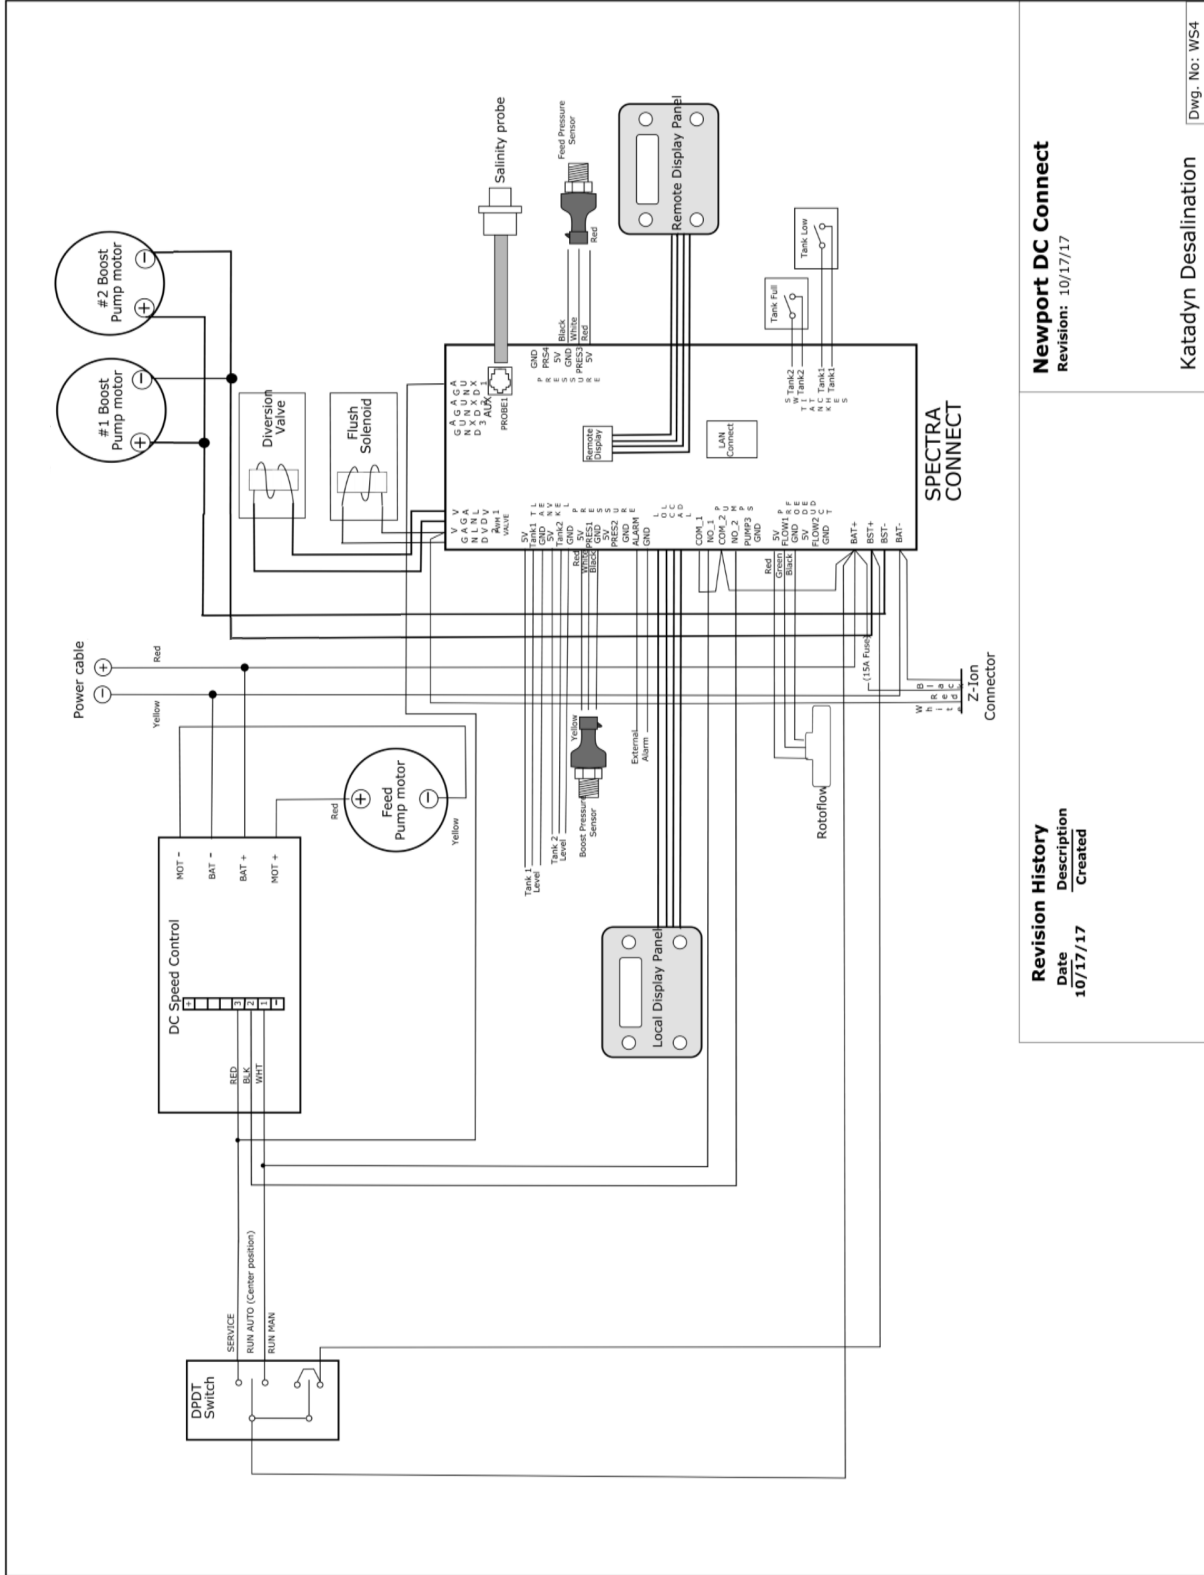 Power cable
+
−
Red
Yellow
#1 Boost
Pump motor
+
−
#2 Boost
Pump motor
+
−
Diversion
Valve
Flush
Solenoid
Salinity probe
Feed Pressure
Sensor
Red
Remote Display Panel
Tank Full
Tank Low
DC Speed Control
MOT -
BAT -
BAT +
MOT +
+
3
2
1
−
RED
BLK
WHT
Feed
Pump motor
+
−
Red
Yellow
DPDT
Switch
SERVICE
RUN AUTO (Center position)
RUN MAN
VALVE
AUX
PROBE1
GND
PRS4
5V
GND
PRES3
5V
PRESSURE
Black
White
Red
Remote
Display
LAN
Connect
Tank2
Tank2
Tank1
Tank1
5V
Tank1
GND
5V
Tank2
GND
5V
PRES1
GND
5V
PRES2
GND
PRESSURE
ALARM
GND
LOCAL
COM_1
NO_1
COM_2
NO_2
PUMP3
GND
PUMPS
5V
FLOW1
GND
5V
FLOW2
GND
BAT+
BST+
BST-
BAT-
Red
White
Black
Red
Green
Black
SPECTRA
CONNECT
Tank 1
Level
Tank 2
Level
Boost Pressure
Sensor
Yellow
External
Alarm
Local Display Panel
Rotoflow
(15A Fuse)
White
Red
Black
Z-Ion
Connector
Revision History
Date Description
10/17/17 Created
Newport DC Connect
Revision: 10/17/17
Katadyn Desalination
Dwg. No: WS4